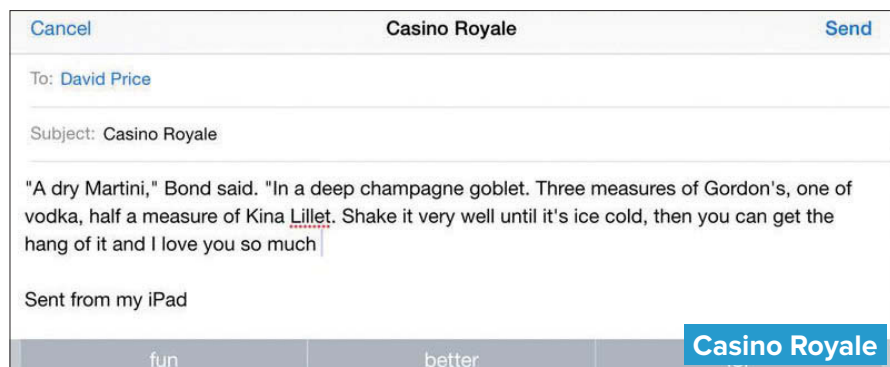 Cancel Casino Royale Send
To: David Price
Subject: Casino Royale
"A dry Martini," Bond said. "In a deep champagne goblet. Three measures of Gordon's, one of
vodka, half a measure of Kina Lillet. Shake it very well until it's ice cold, then you can get the
hang of it and I love you so much
Sent from my iPad
fun better
Casino Royale